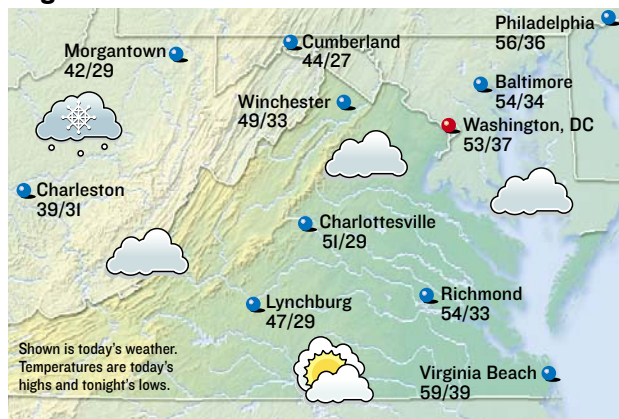 Philadelphia
56/36
Morgantown
42/29
Cumberland
44/27
Baltimore
54/34
Winchester
49/33
Washington, DC
53/37
Charleston
39/31
Charlottesville
51/29
Lynchburg
47/29
Richmond
54/33
Shown is today's weather.
Temperatures are today's
highs and tonight's lows.
Virginia Beach
59/39